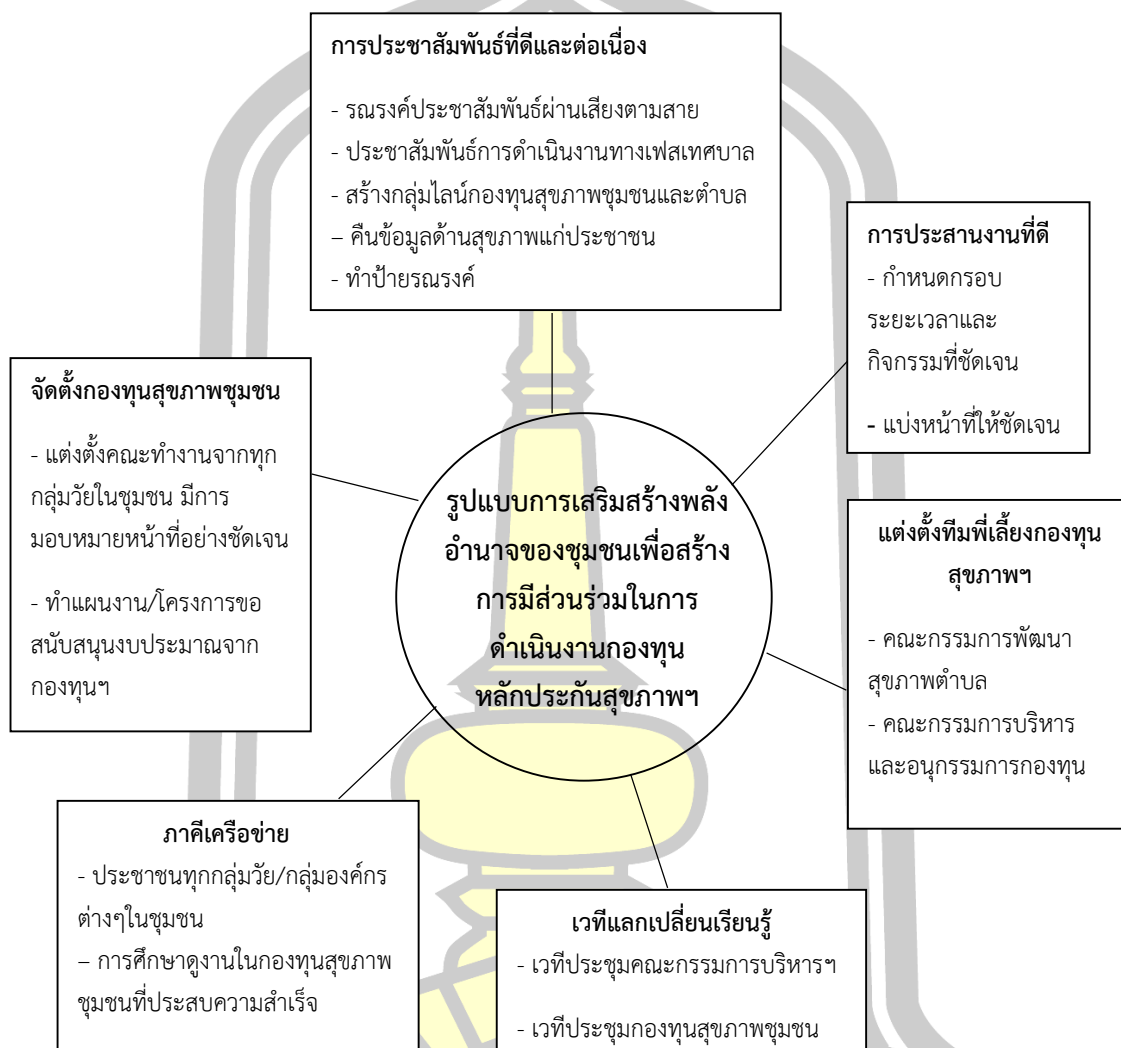 การประชาสัมพันธ์ที่ดีและต่อเนื่อง
- รณรงค์ประชาสัมพันธ์ผ่านเสียงตามสาย
- ประชาสัมพันธ์การดำเนินงานทางเฟสเทศบาล
- สร้างกลุ่มไลน์กองทุนสุขภาพชุมชนและตำบล
– คืนข้อมูลด้านสุขภาพแก่ประชาชน
- ทำป้ายรณรงค์
การประสานงานที่ดี
- กำหนดกรอบ
ระยะเวลาและ
กิจกรรมที่ชัดเจน
- แบ่งหน้าที่ให้ชัดเจน
จัดตั้งกองทุนสุขภาพชุมชน
- แต่งตั้งคณะทำงานจากทุก
กลุ่มวัยในชุมชน มีการ
มอบหมายหน้าที่อย่างชัดเจน
- ทำแผนงาน/โครงการขอ
สนับสนุนงบประมาณจาก
กองทุนฯ
รูปแบบการเสริมสร้างพลัง
อำนาจของชุมชนเพื่อสร้าง
การมีส่วนร่วมในการ
ดำเนินงานกองทุน
หลักประกันสุขภาพฯ
แต่งตั้งทีมพี่เลี้ยงกองทุน
สุขภาพฯ
- คณะกรรมการพัฒนา
สุขภาพตำบล
- คณะกรรมการบริหาร
และอนุกรรมการกองทุน
ภาคีเครือข่าย
- ประชาชนทุกกลุ่มวัย/กลุ่มองค์กร
ต่างๆในชุมชน
– การศึกษาดูงานในกองทุนสุขภาพ
ชุมชนที่ประสบความสำเร็จ
เวทีแลกเปลี่ยนเรียนรู้
- เวทีประชุมคณะกรรมการบริหารฯ
- เวทีประชุมกองทุนสุขภาพชุมชน